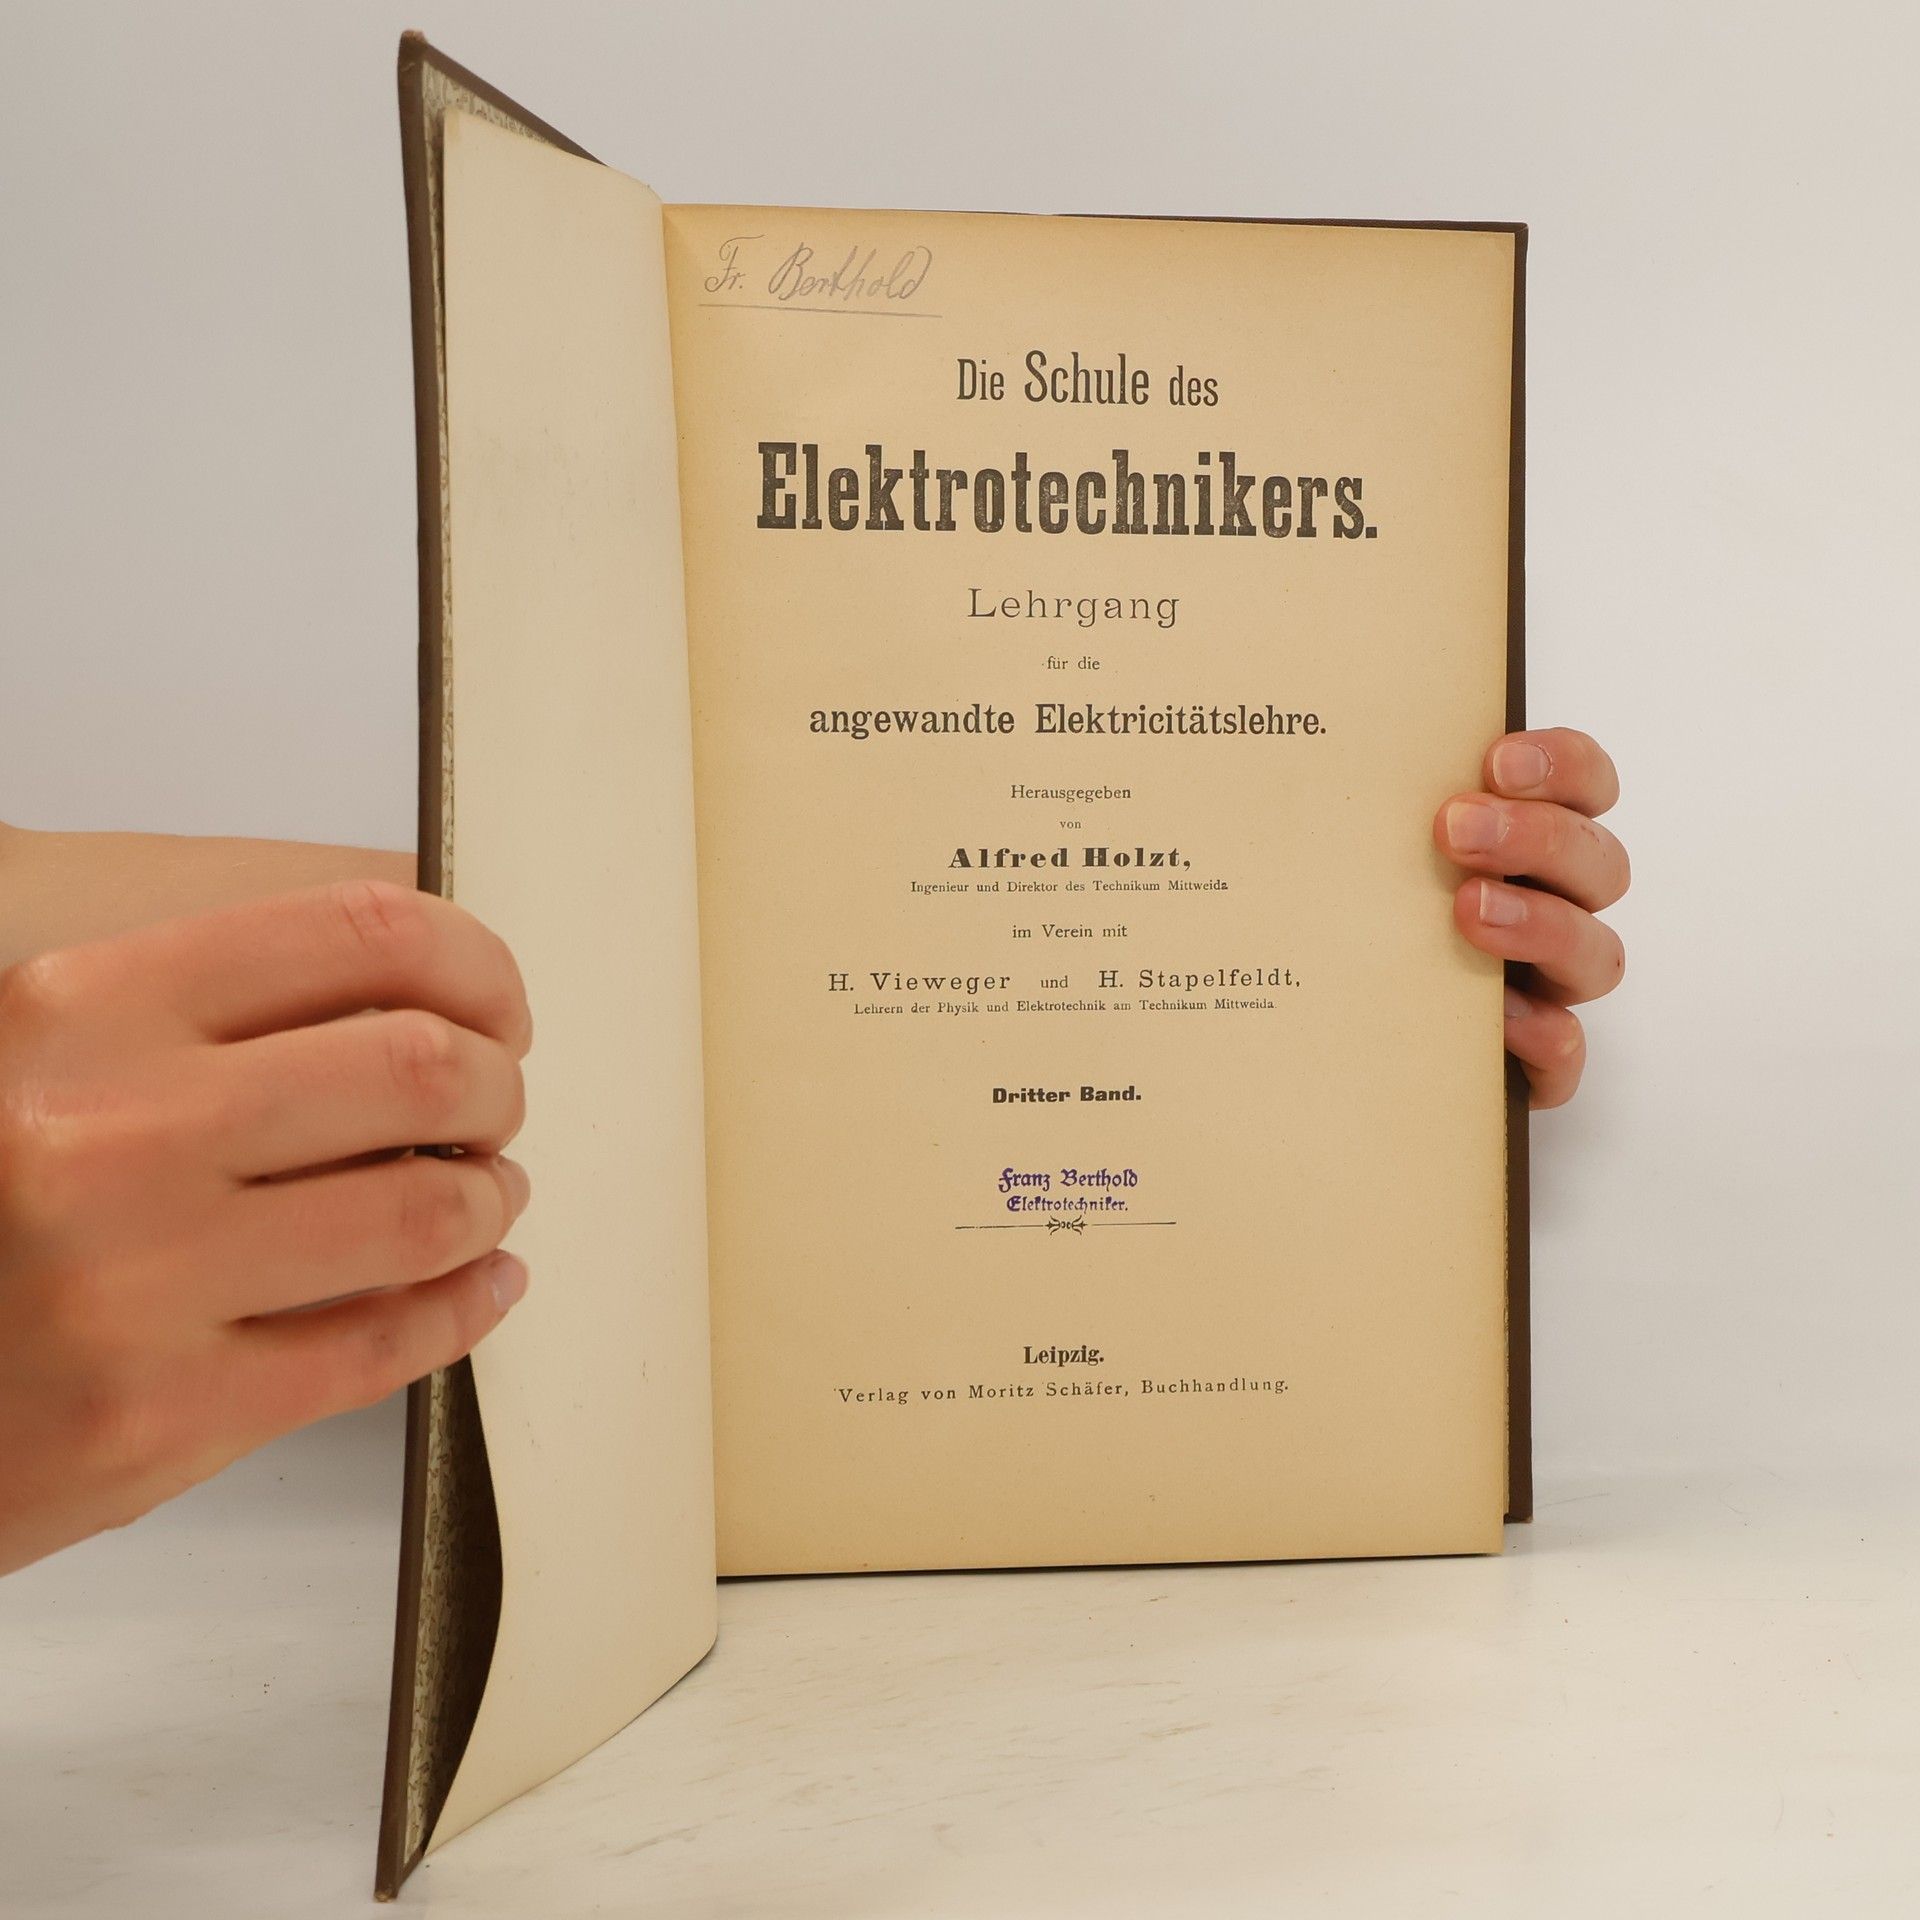 Fr. Berthold
Die Schule des
Elektrotechnikers.
Lehrgang
für die
angewandte Elektricitätslehre.
Herausgegeben
von
Alfred Holzt,
Ingenieur und Direktor des Technikum Mittweida
im Verein mit
H. Vieweger und H. Stapelfeldt,
Lehrern der Physik und Elektrotechnik am Technikum Mittweida.
Dritter Band.
Franz Berthold
Elektrotechniker.
Leipzig.
Verlag von Moritz Schäfer, Buchhandlung.